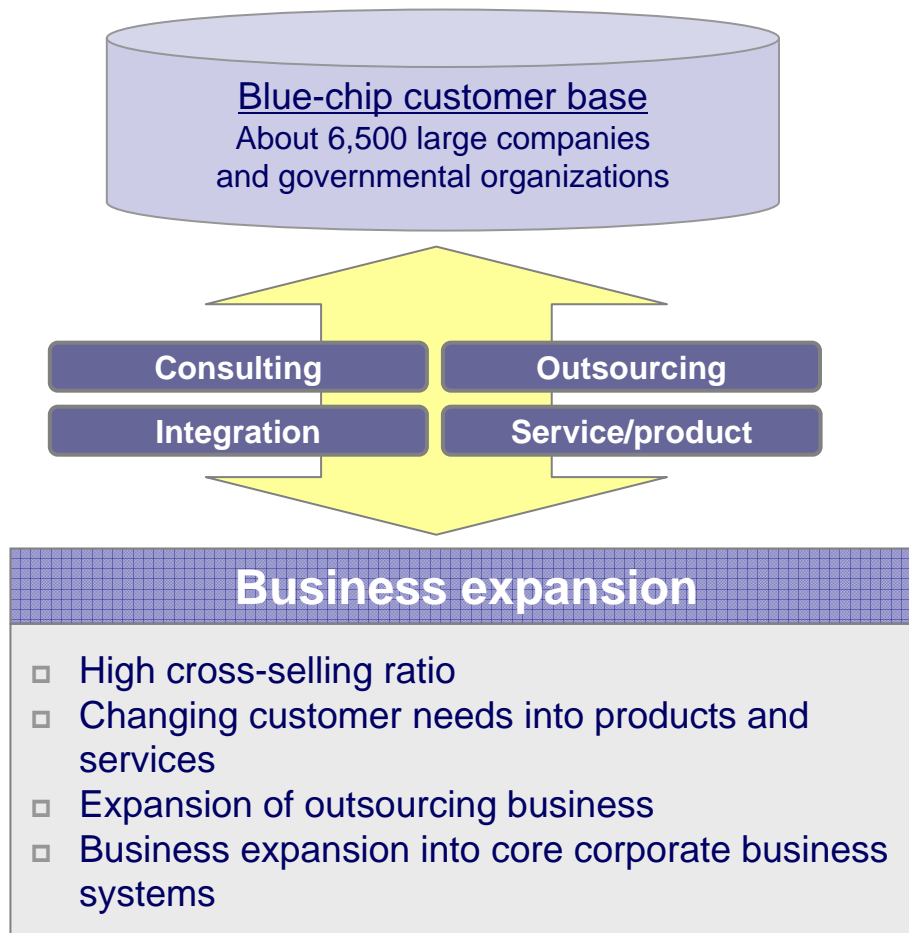 Blue-chip customer base
About 6,500 large companies
and governmental organizations
Consulting
Outsourcing
Integration
Service/product
Business expansion
High cross-selling ratio
Changing customer needs into products and
services
Expansion of outsourcing business
Business expansion into core corporate business
systems